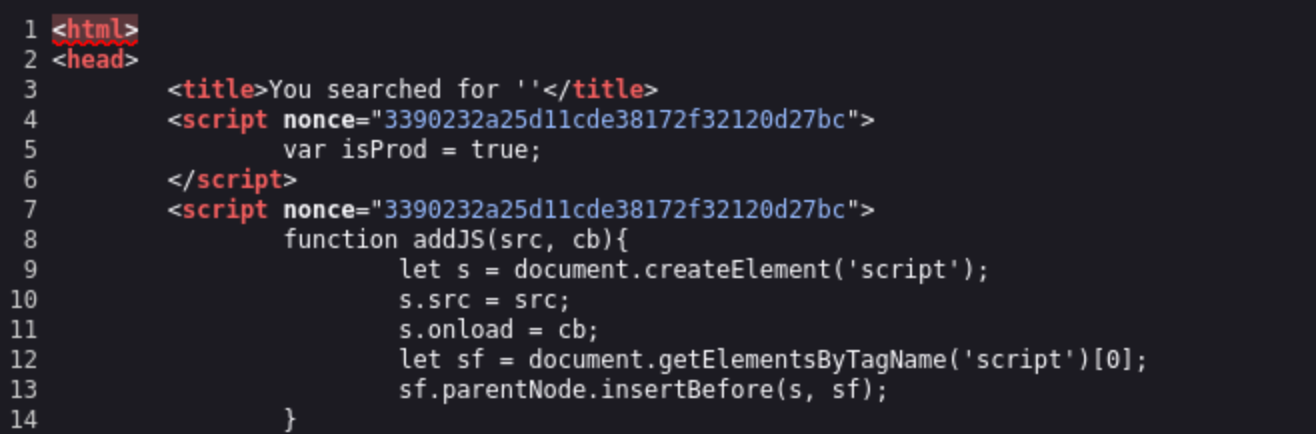 1 <html>
2 <head>
3 <title>You searched for ''</title>
4 <script nonce="3390232a25d11cde38172f32120d27bc">
5 var isProd = true;
6 </script>
7 <script nonce="3390232a25d11cde38172f32120d27bc">
8 function addJS(src, cb){
9 let s = document.createElement('script');
10 s.src = src;
11 s.onload = cb;
12 let sf = document.getElementsByTagName('script')[0];
13 sf.parentNode.insertBefore(s, sf);
14 }